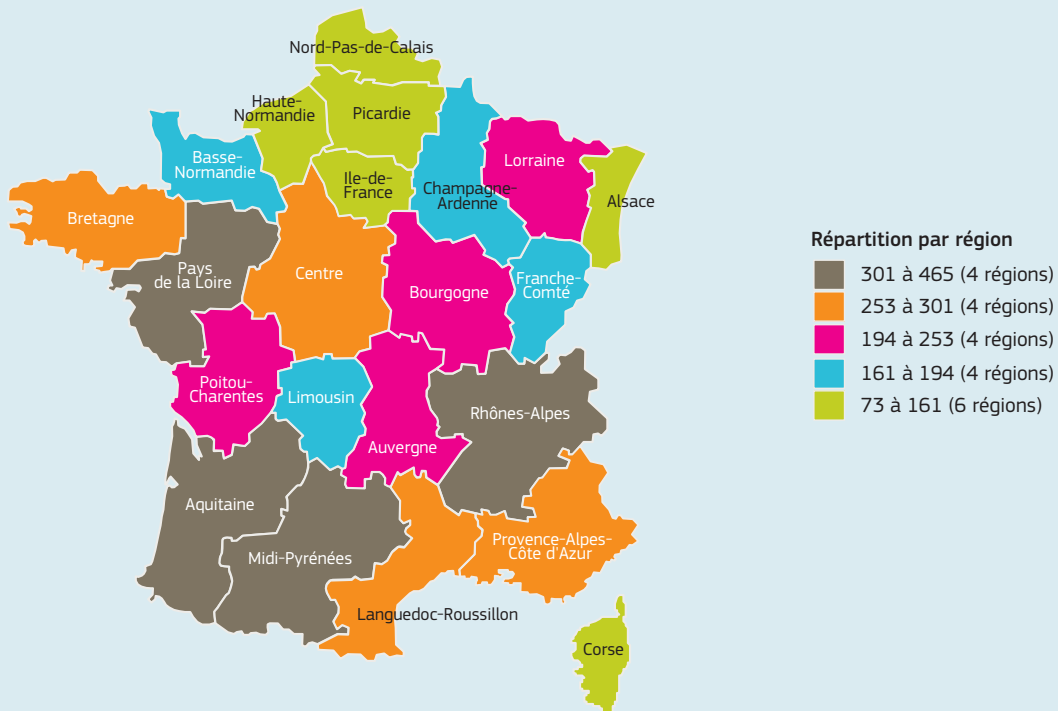 Nord-Pas-de-Calais
Haute-
Normandie
Picardie
Basse-
Normandie
Ile-de-
France
Champagne-
Ardenne
Lorraine
Alsace
Bretagne
Pays
de la Loire
Centre
Bourgogne
Franche-
Comté
Poitou-
Charentes
Limousin
Auvergne
Rhônes-Alpes
Aquitaine
Midi-Pyrénées
Provence-Alpes-
Côte d'Azur
Languedoc-Roussillon
Corse
Répartition par région
301 à 465 (4 régions)
253 à 301 (4 régions)
194 à 253 (4 régions)
161 à 194 (4 régions)
73 à 161 (6 régions)